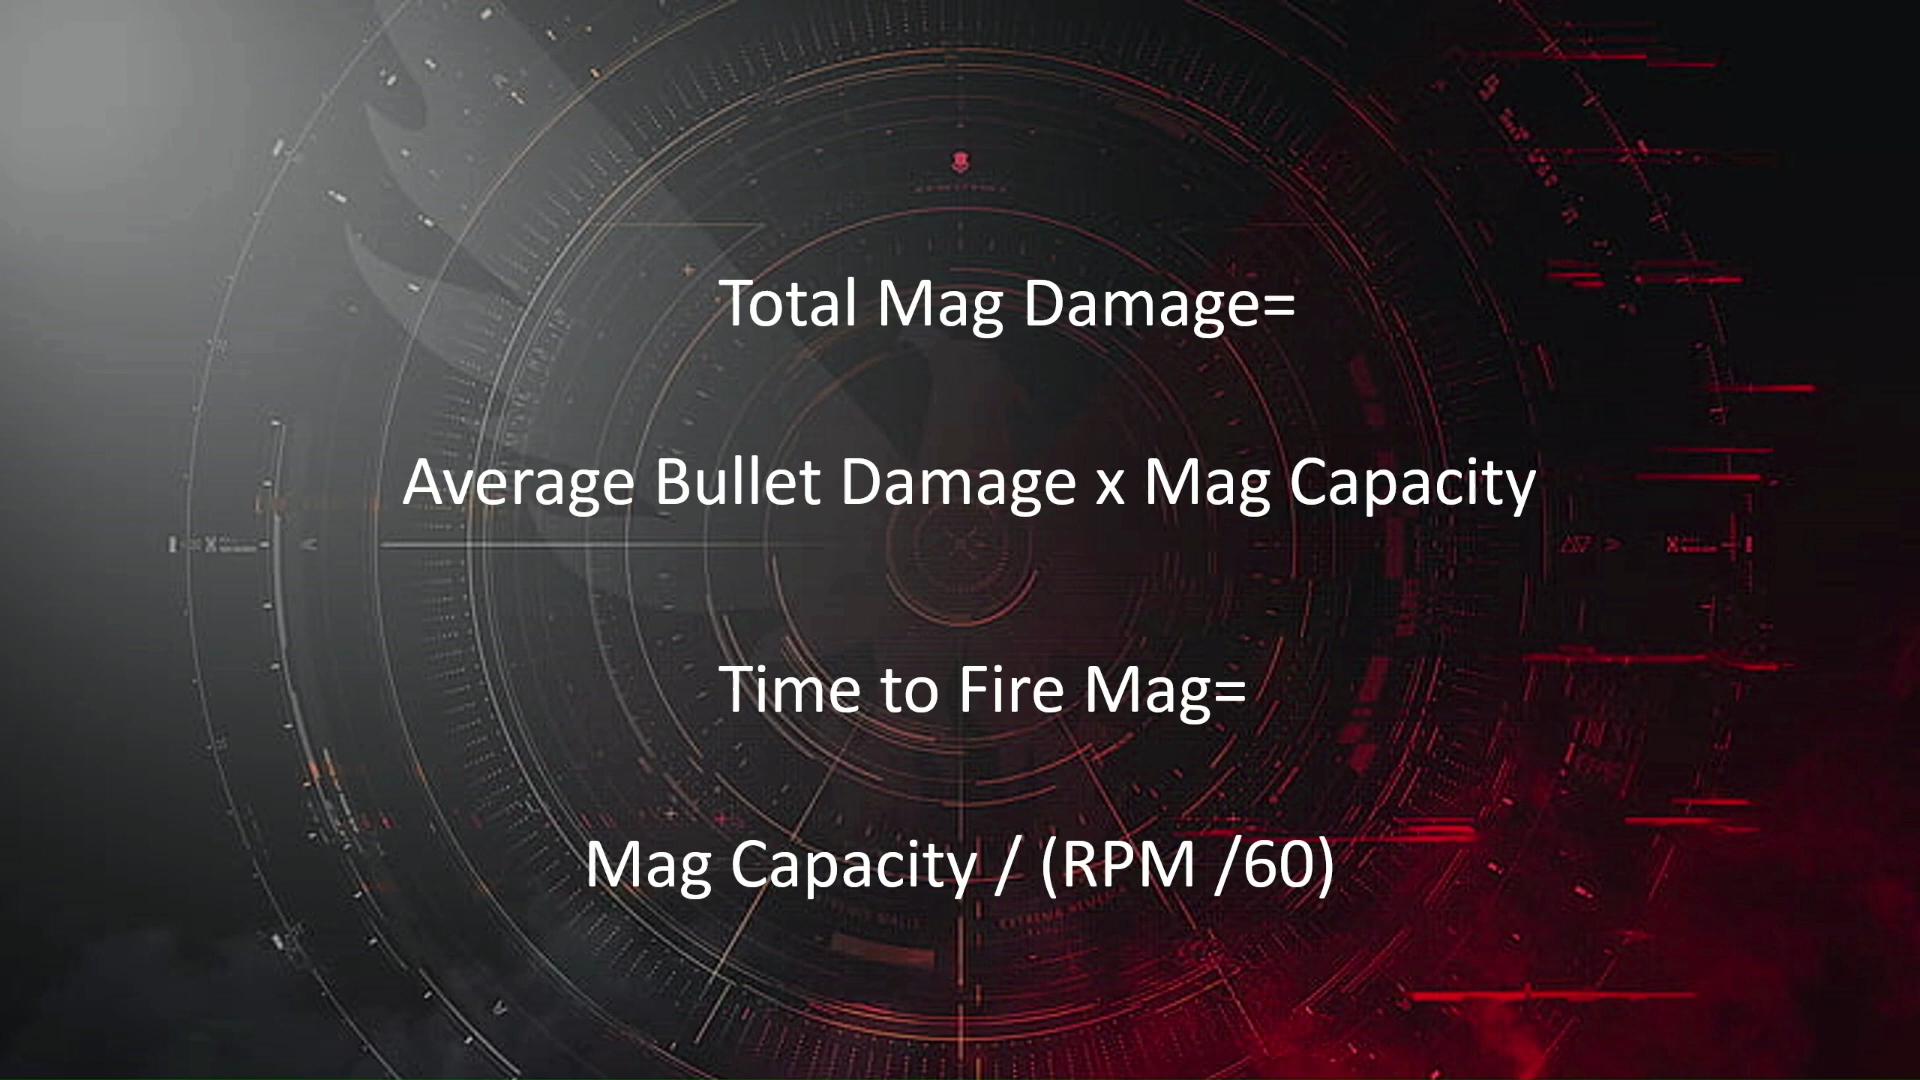 Total Mag Damage=
Average Bullet Damage x Mag Capacity
Time to Fire Mag=
Mag Capacity / (RPM /60)